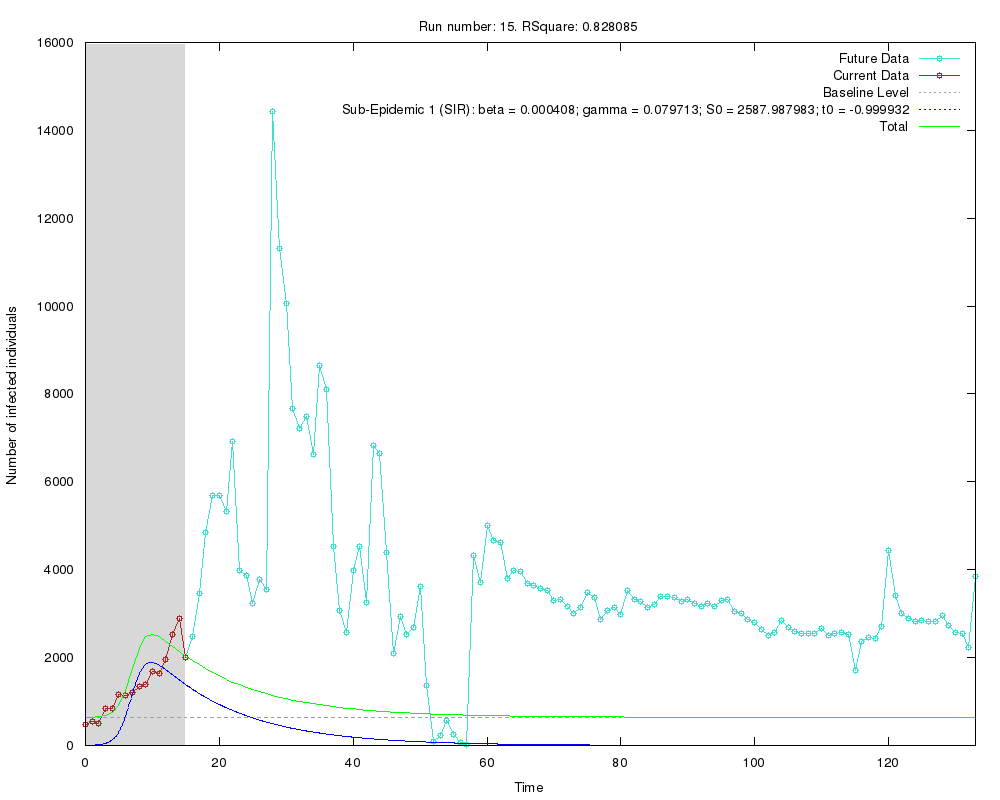 Run number: 15. RSquare: 0.828085
16000
14000
12000
10000
8000
6000
4000
2000
0
Number of infected individuals
Future Data
Current Data
Baseline Level
Sub-Epidemic 1 (SIR): beta = 0.000408; gamma = 0.079713; S0 = 2587.987983; t0 = -0.999932
Total
0 20 40 60 80 100 120
Time